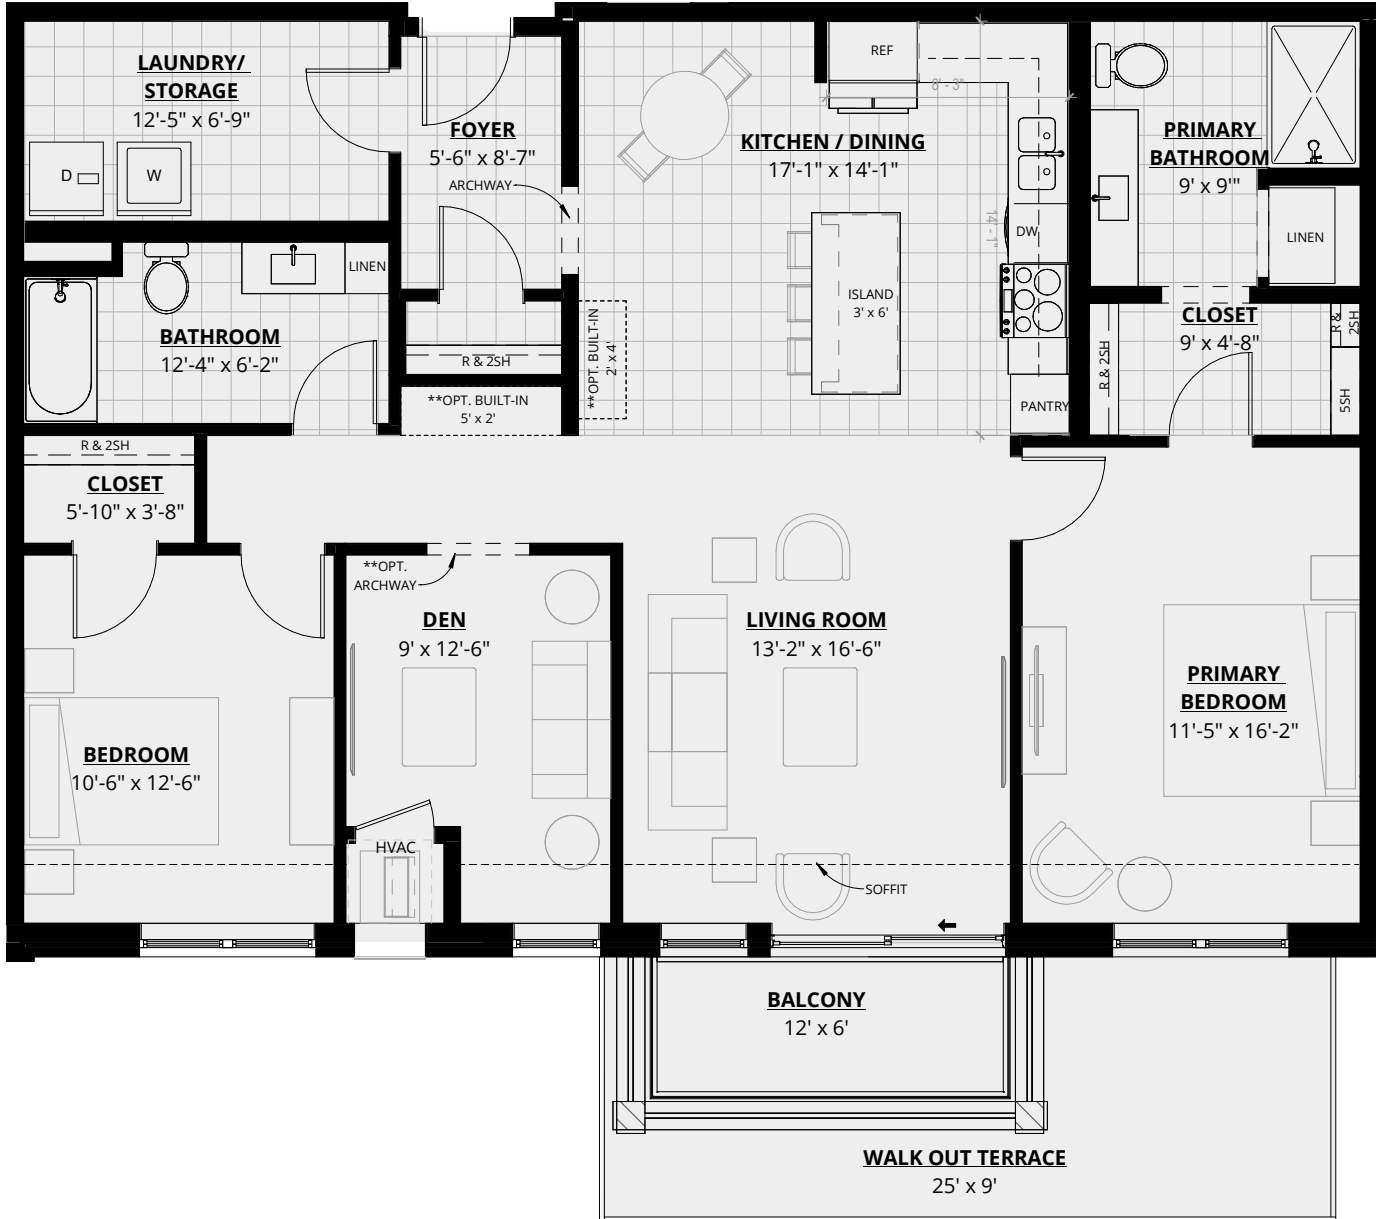 LAUNDRY/
STORAGE
12'-5" x 6'-9"
D
W
FOYER
5'-6" x 8'-7"
ARCHWAY
REF
8' - 3"
KITCHEN / DINING
17'-1" x 14'-1"
14' - 1"
DW
ISLAND
3' x 6'
PANTRY
PRIMARY
BATHROOM
9' x 9'"
LINEN
CLOSET
9' x 4'-8"
R & 2SH
R &
2SH
5SH
LINEN
BATHROOM
12'-4" x 6'-2"
R & 2SH
**OPT. BUILT-IN
5' x 2'
**OPT. BUILT-IN
2' x 4'
R & 2SH
CLOSET
5'-10" x 3'-8"
**OPT.
ARCHWAY
DEN
9' x 12'-6"
LIVING ROOM
13'-2" x 16'-6"
PRIMARY
BEDROOM
11'-5" x 16'-2"
BEDROOM
10'-6" x 12'-6"
HVAC
SOFFIT
BALCONY
12' x 6'
WALK OUT TERRACE
25' x 9'